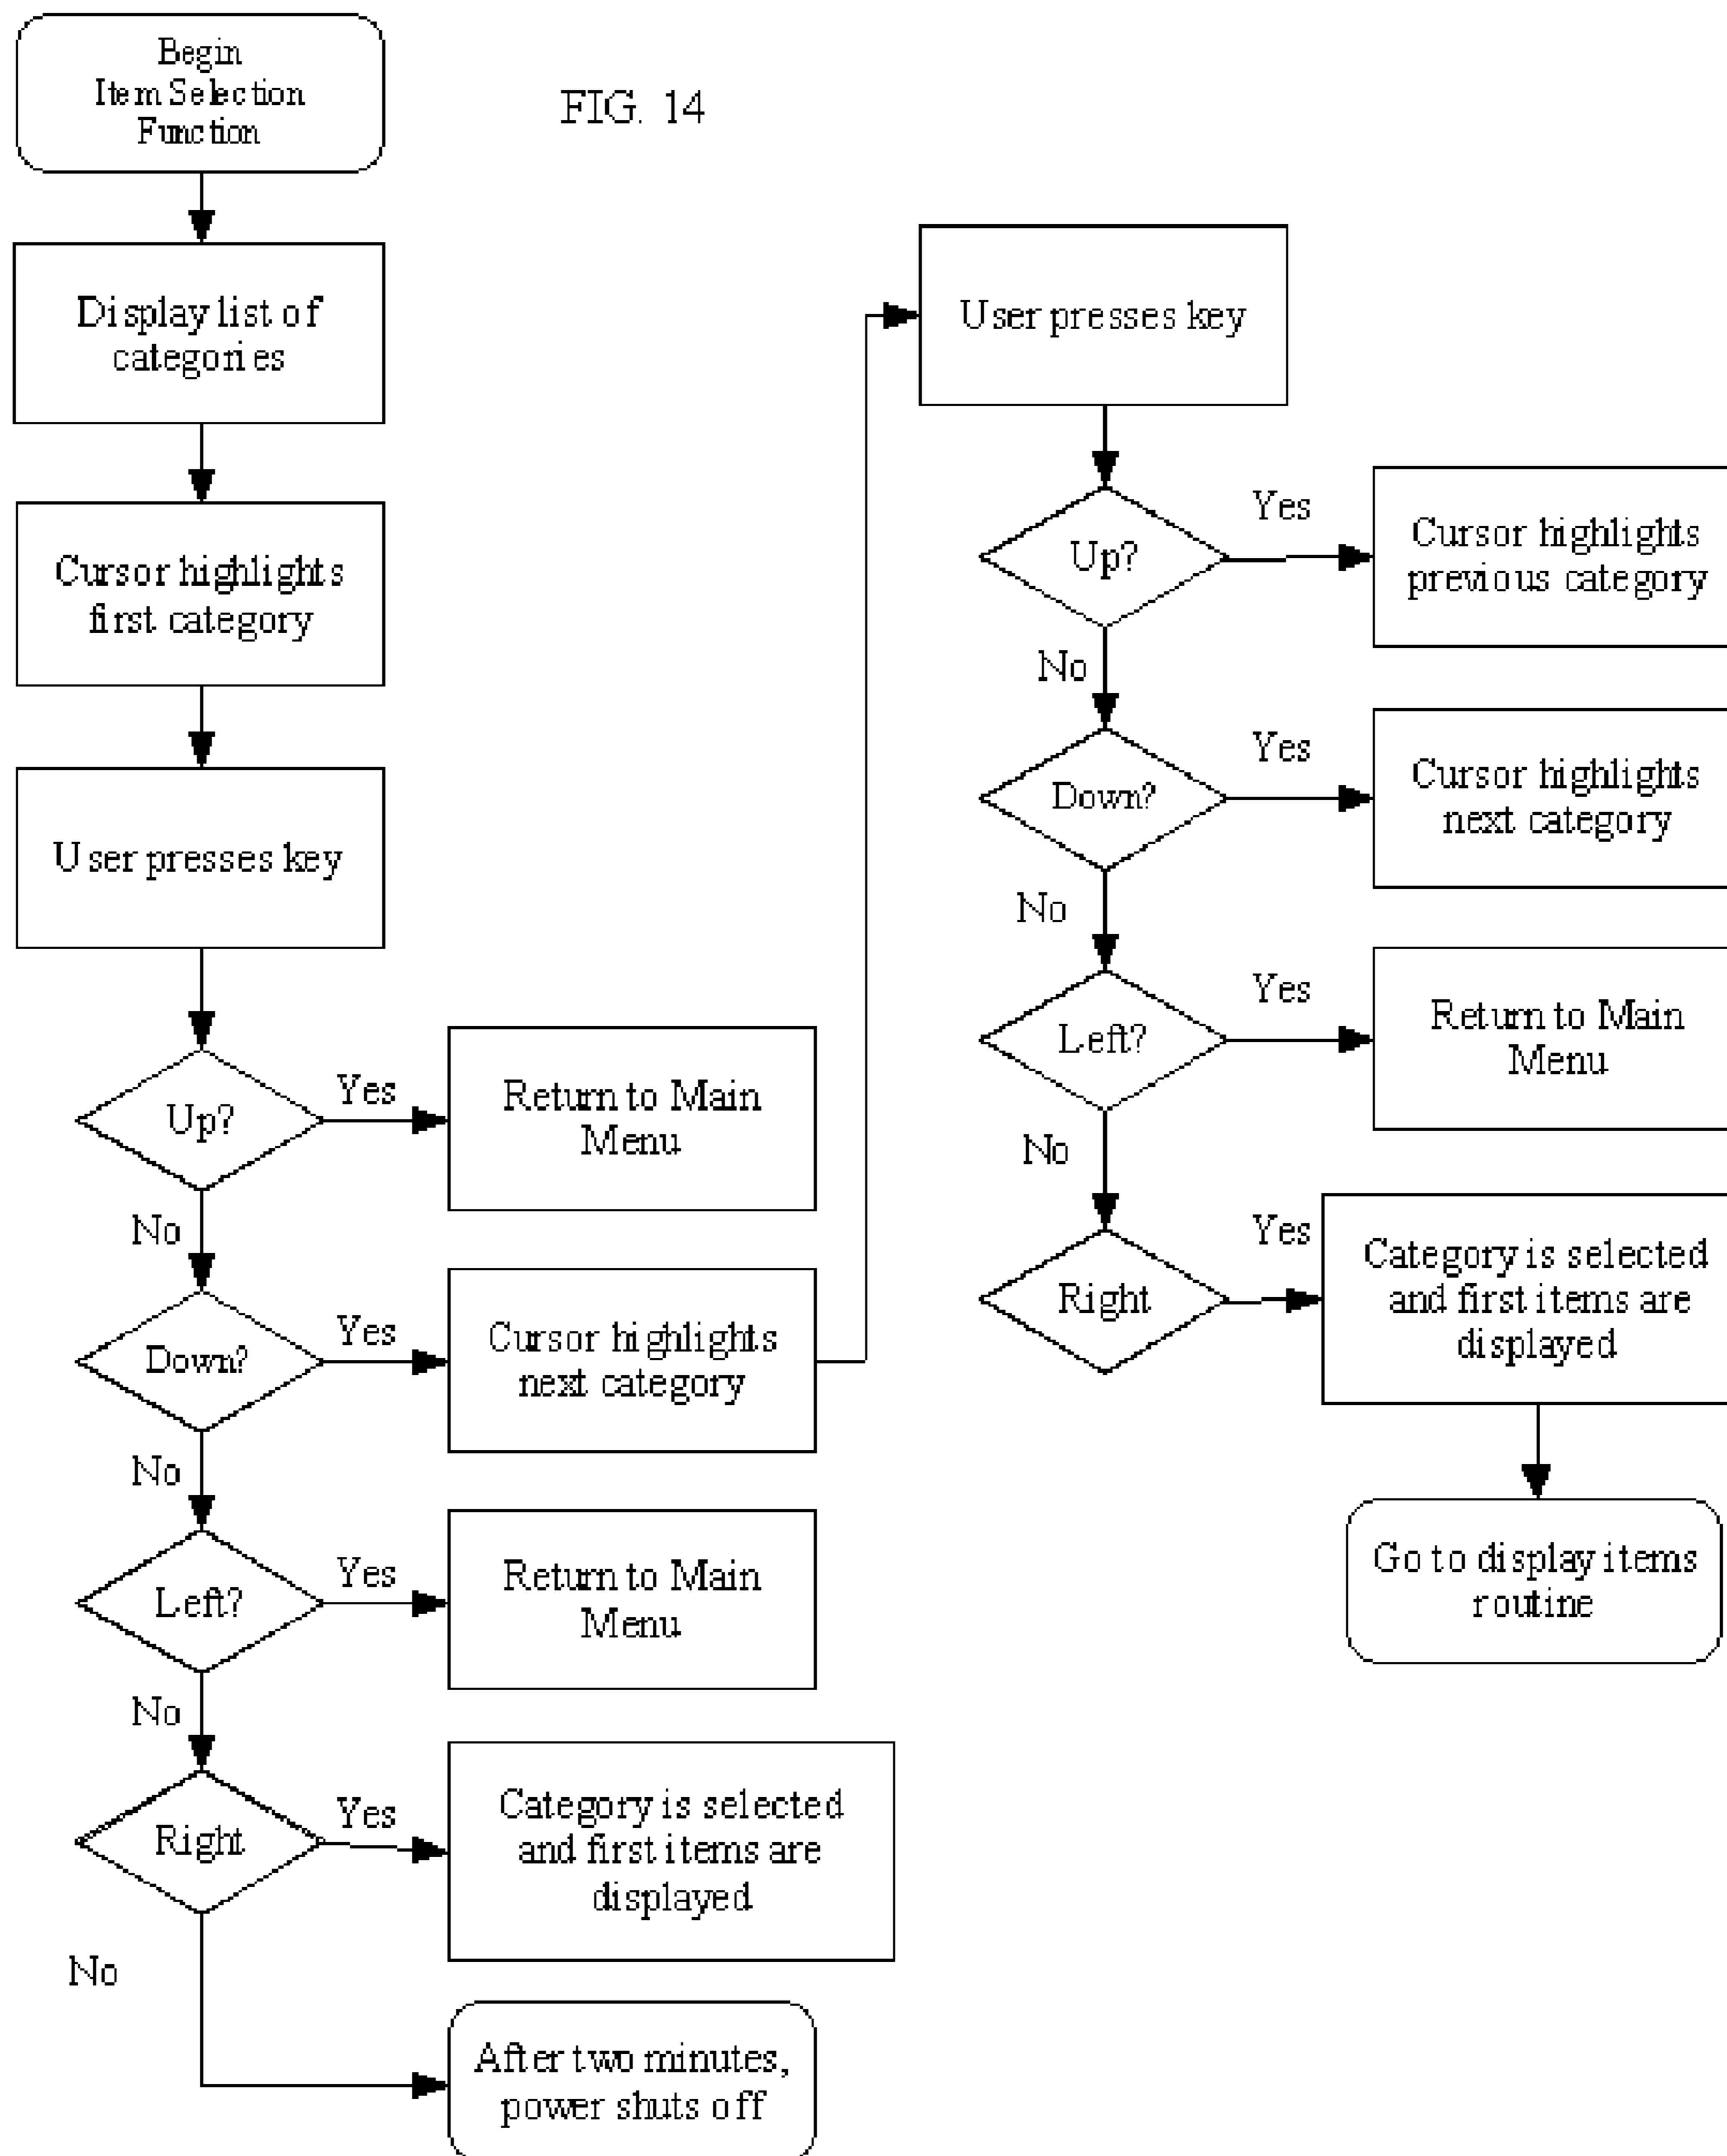 Begin
Item Selection
Function
FIG. 14
Display list of
categories
Cursor highlights
first category
User presses key
Up?
Yes
Return to Main
Menu
No
Down?
Yes
Cursor highlights
next category
No
Left?
Yes
Return to Main
Menu
No
Right
Yes
Category is selected
and first items are
displayed
No
After two minutes,
power shuts off
User presses key
Up?
Yes
Cursor highlights
previous category
No
Down?
Yes
Cursor highlights
next category
No
Left?
Yes
Return to Main
Menu
No
Right
Yes
Category is selected
and first items are
displayed
Go to display items
routine